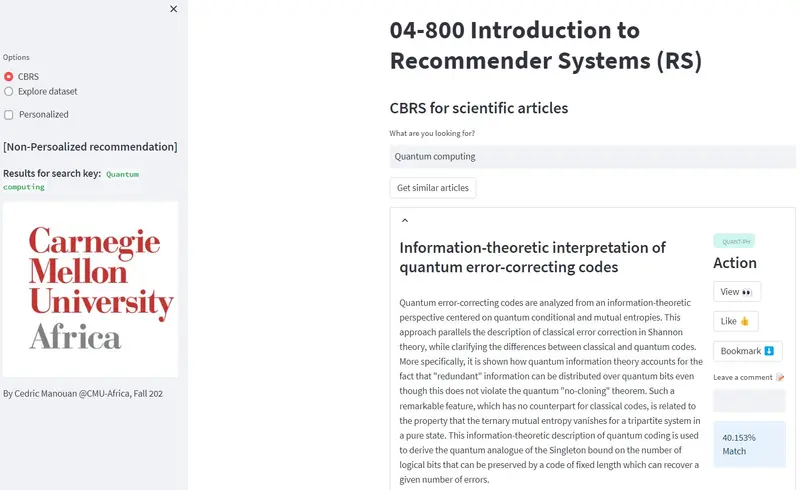 Options
CBRS
Explore dataset
Personalized
[Non-Persoalized recommendation]
Results for search key: Quantum
computing
Carnegie
Mellon
University
Africa
By Cedric Manouan @CMU-Africa, Fall 202
04-800 Introduction to
Recommender Systems (RS)
CBRS for scientific articles
What are you looking for?
Quantum computing
Get similar articles
Information-theoretic interpretation of
quantum error-correcting codes
Quantum error-correcting codes are analyzed from an information-theoretic
perspective centered on quantum conditional and mutual entropies. This
approach parallels the description of classical error correction in Shannon
theory, while clarifying the differences between classical and quantum codes.
More specifically, it is shown how quantum information theory accounts for the
fact that "redundant" information can be distributed over quantum bits even
though this does not violate the quantum "no-cloning" theorem. Such a
remarkable feature, which has no counterpart for classical codes, is related to
the property that the ternary mutual entropy vanishes for a tripartite system in
a pure state. This information-theoretic description of quantum coding is used
to derive the quantum analogue of the Singleton bound on the number of
logical bits that can be preserved by a code of fixed length which can recover a
given number of errors.
QUANT-PH
Action
View 👀
Like 👍
Bookmark ⬇️
Leave a comment 📝
40.153%
Match